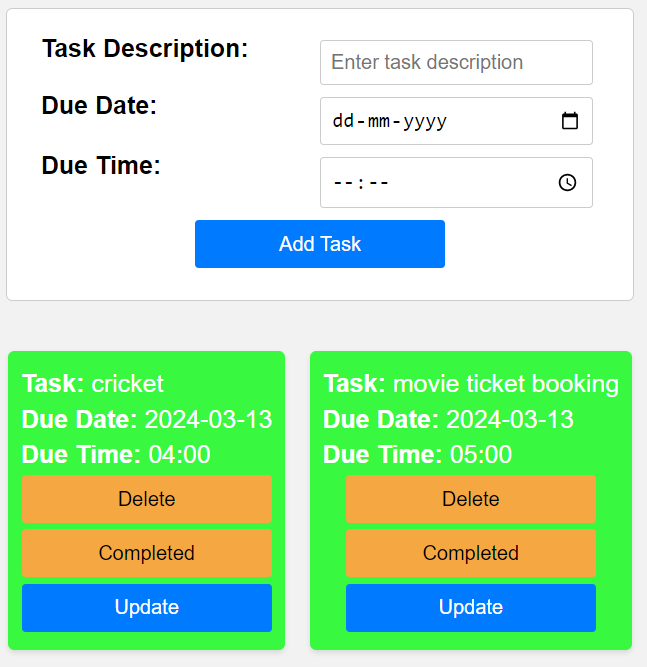 Task Description:
Enter task description
Due Date:
dd-mm-yyyy
Due Time:
--:--
Add Task
Task: cricket
Due Date: 2024-03-13
Due Time: 04:00
Delete
Completed
Update
Task: movie ticket booking
Due Date: 2024-03-13
Due Time: 05:00
Delete
Completed
Update